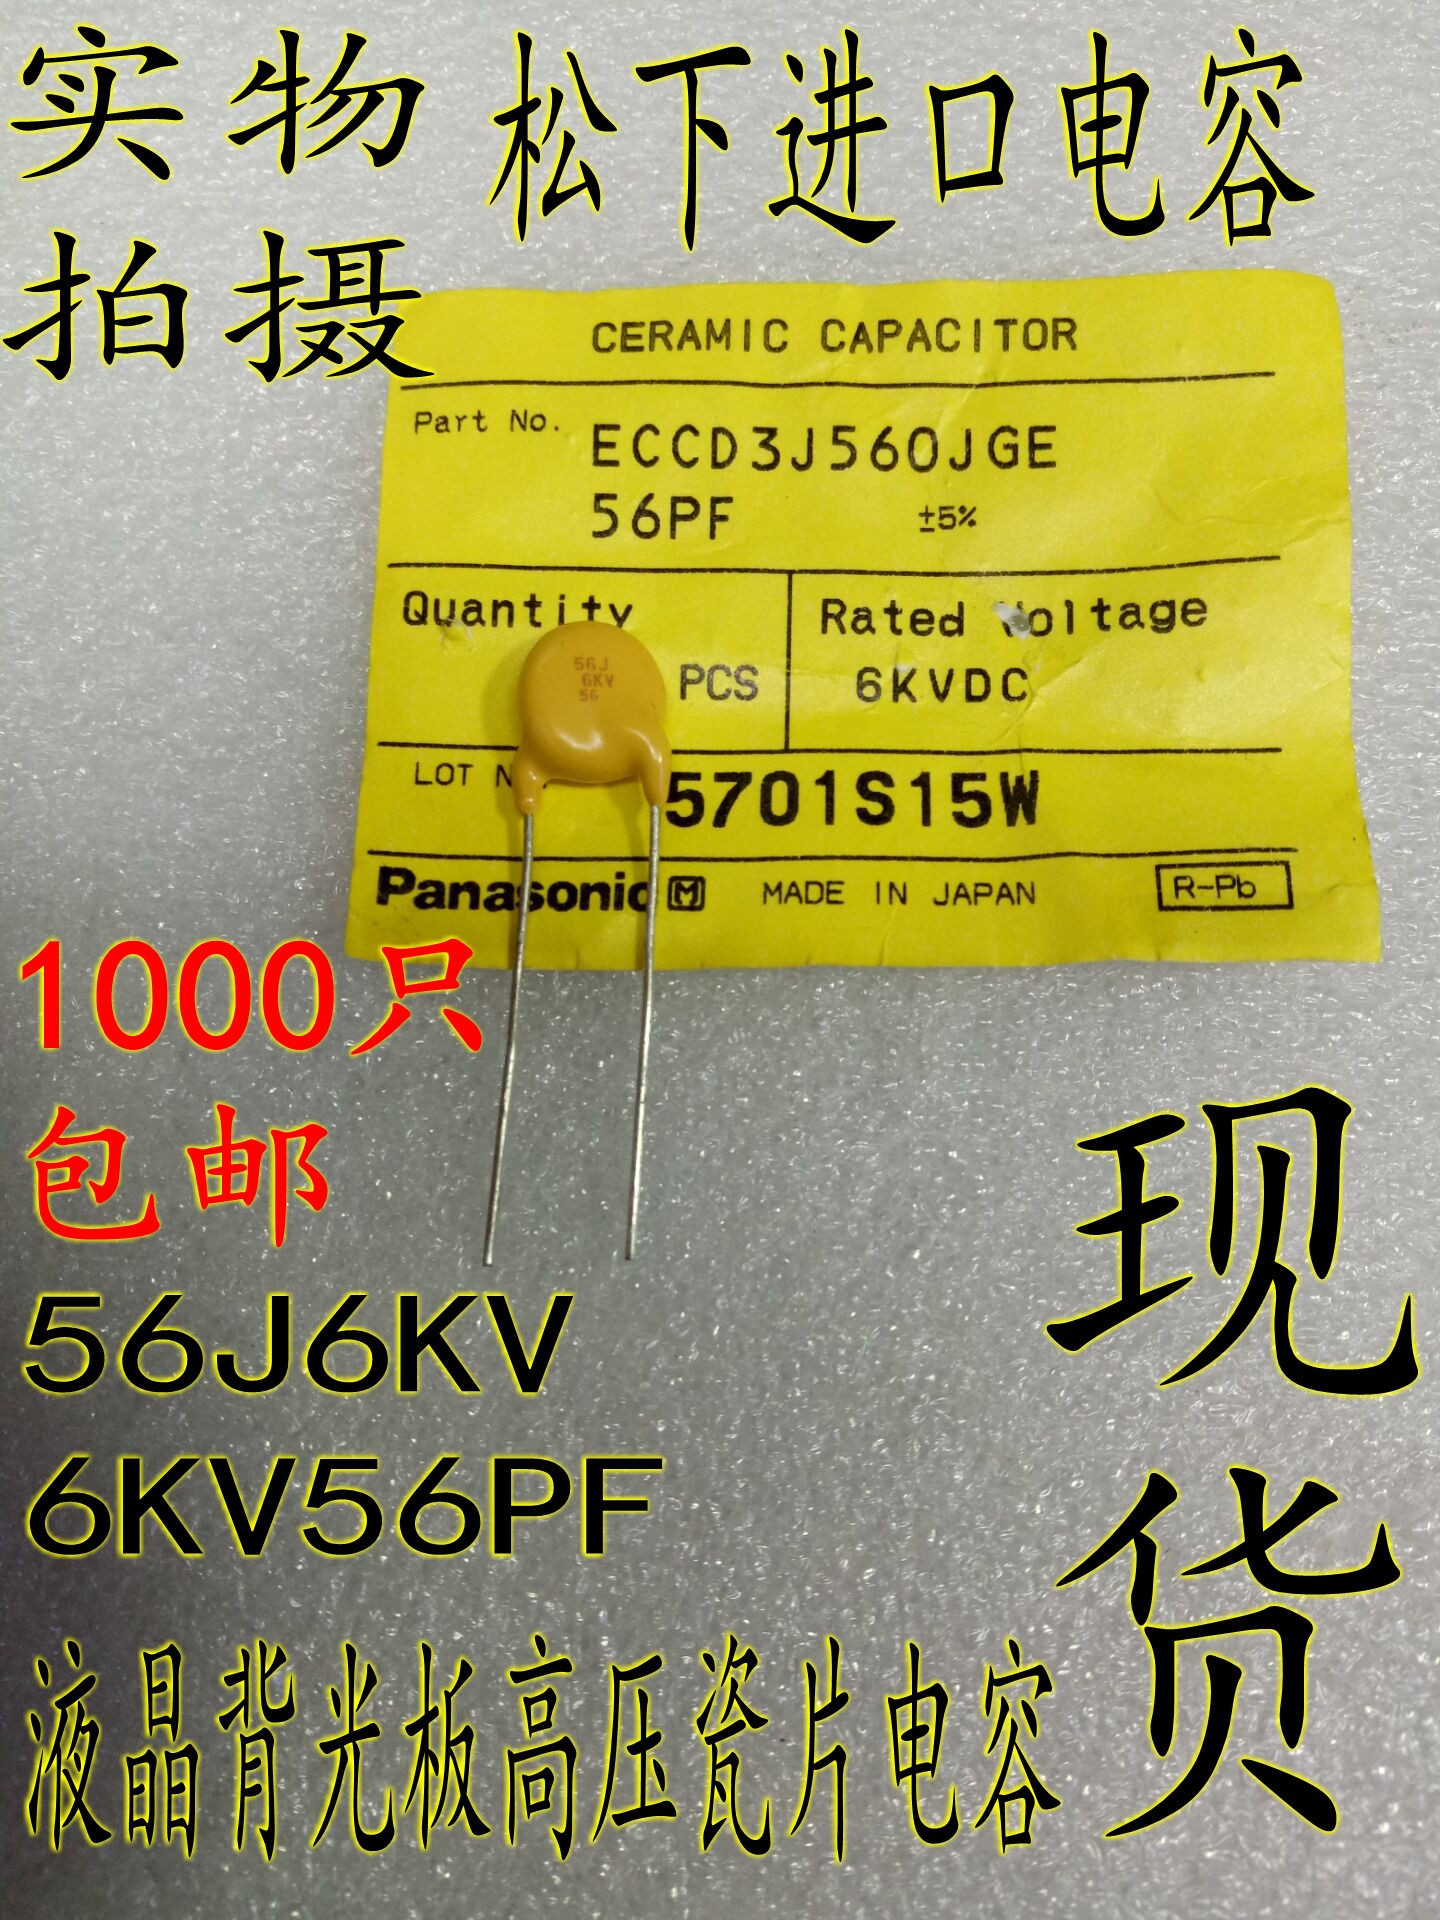 实物
拍摄
松下进口电容
CERAMIC CAPACITOR
Part No. ECCD3J560JGE
56PF ±5%
Quantity
PCS
Rated Voltage
6KVDC
56J
6KV
56
LOT N
5701S15W
Panasonic M MADE IN JAPAN R-Pb
1000只
包邮
56J6KV
6KV56PF
现货
液晶背光板高压瓷片电容